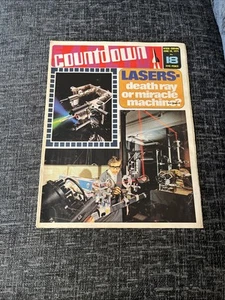 COUNTDOWN
18
LASERS-
death ray
or miracle
machine?